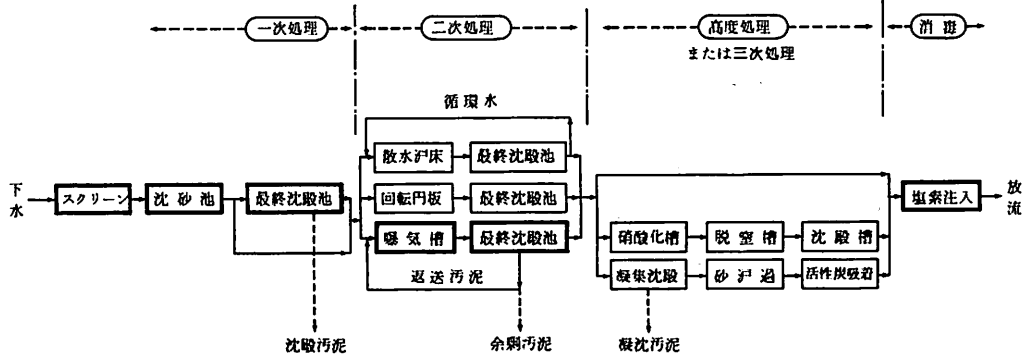 一次処理
二次処理
高度処理
または三次処理
消毒
循環水
散水沪床
最終沈殿池
下水
スクリーン
沈砂池
最終沈殿池
回転円板
最終沈殿池
塩素注入
放流
曝気槽
最終沈殿池
硝酸化槽
脱窒槽
沈殿槽
返送汚泥
凝集沈殿
砂沪過
活性炭吸着
沈殿汚泥
余剰汚泥
凝沈汚泥